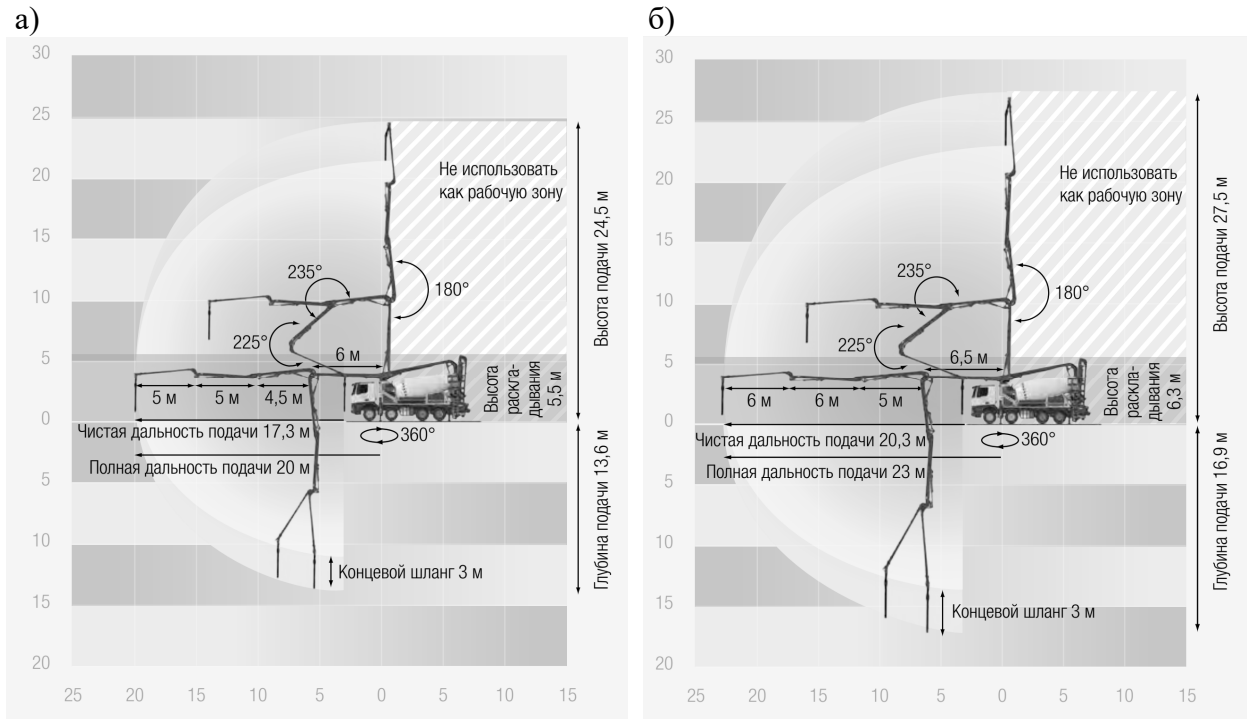 а)
30
25
20
15
10
5
0
5
10
15
20
25 20 15 10 5 0 5 10 15
Не использовать
как рабочую зону
235°
180°
225°
6 м
5 м 5 м 4,5 м
Высота
раскла-
дывания
5,5 м
Чистая дальность подачи 17,3 м
360°
Полная дальность подачи 20 м
Концевой шланг 3 м
Высота подачи 24,5 м
Глубина подачи 13,6 м
б)
30
25
20
15
10
5
0
5
10
15
20
25 20 15 10 5 0 5 10 15
Не использовать
как рабочую зону
235°
180°
225°
6,5 м
6 м 6 м 5 м
Высота
раскла-
дывания
6,3 м
Чистая дальность подачи 20,3 м
360°
Полная дальность подачи 23 м
Концевой шланг 3 м
Высота подачи 27,5 м
Глубина подачи 16,9 м